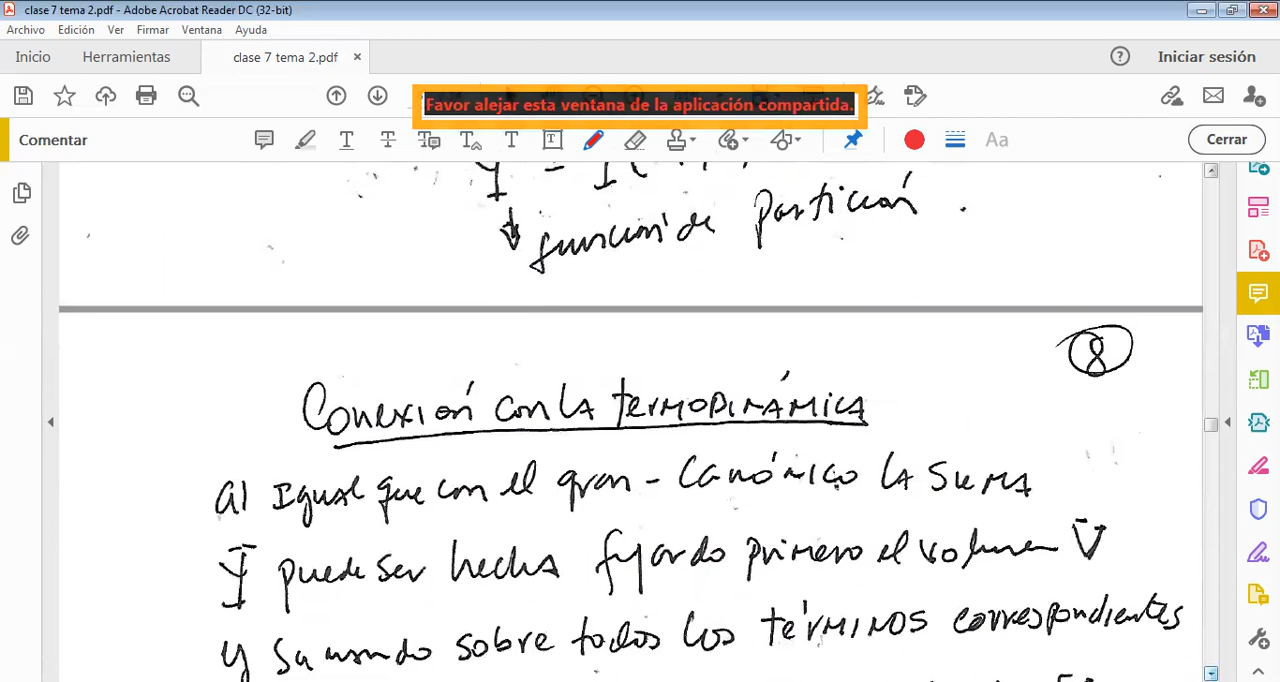 clase 7 tema 2.pdf - Adobe Acrobat Reader DC (32-bit)
Archivo Edición Ver Firmar Ventana Ayuda
Inicio Herramientas clase 7 tema 2.pdf × Iniciar sesión
Favor alejar esta ventana de la aplicación compartida.
Comentar Aa Cerrar
función de partición.
8
Conexión con la termodinámica
a) Igual que con el gran-canónico la suma
puede ser hecha fijando primero el volumen V
y sumando sobre todos los términos correspondientes